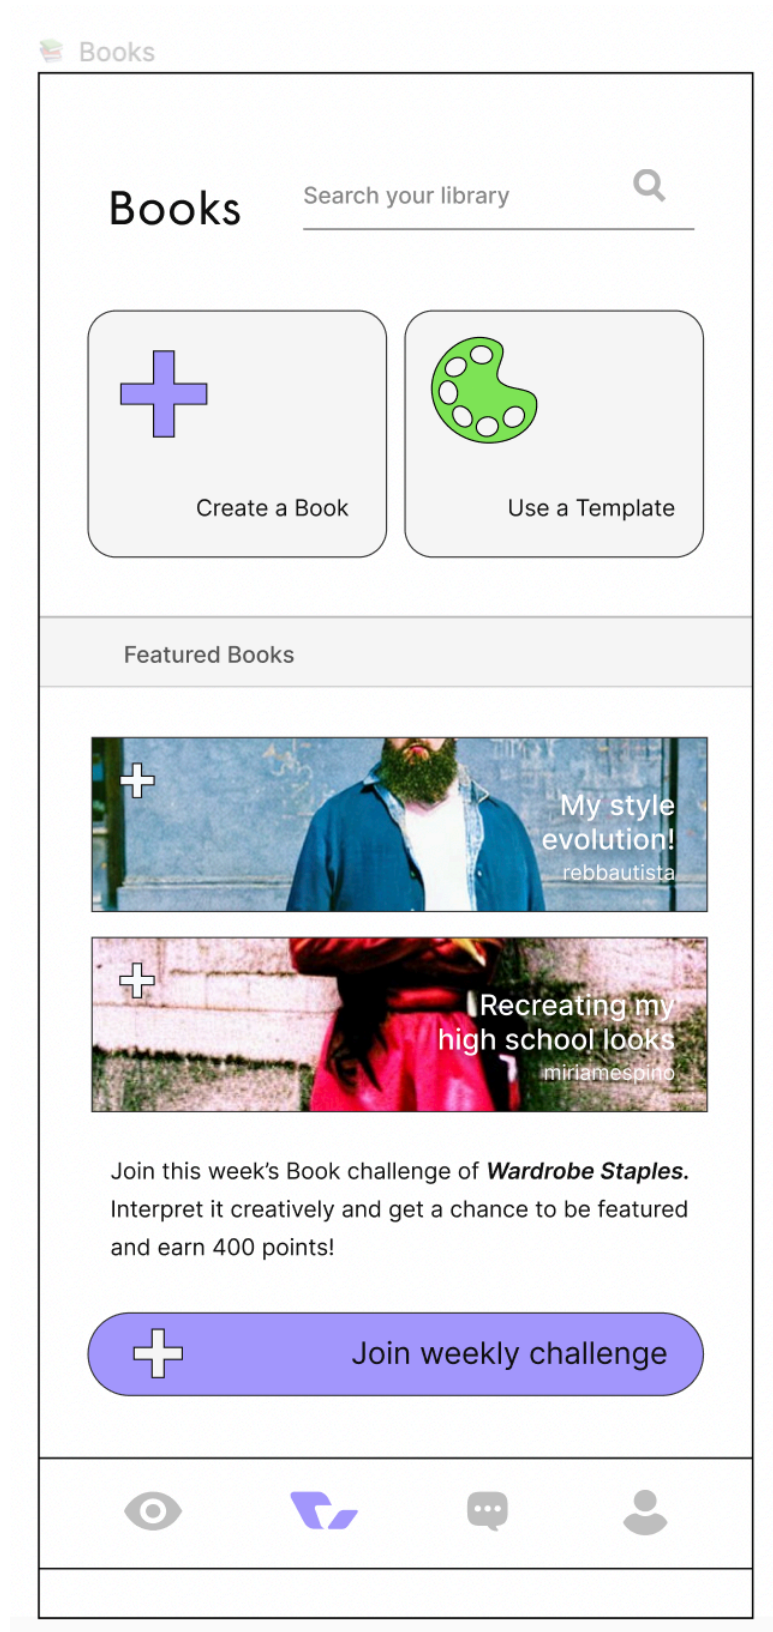 Books
Books
Search your library
Create a Book
Use a Template
Featured Books
My style
evolution!
rebbautista
Recreating my
high school looks
miriamespino
Join this week's Book challenge of Wardrobe Staples.
Interpret it creatively and get a chance to be featured
and earn 400 points!
Join weekly challenge